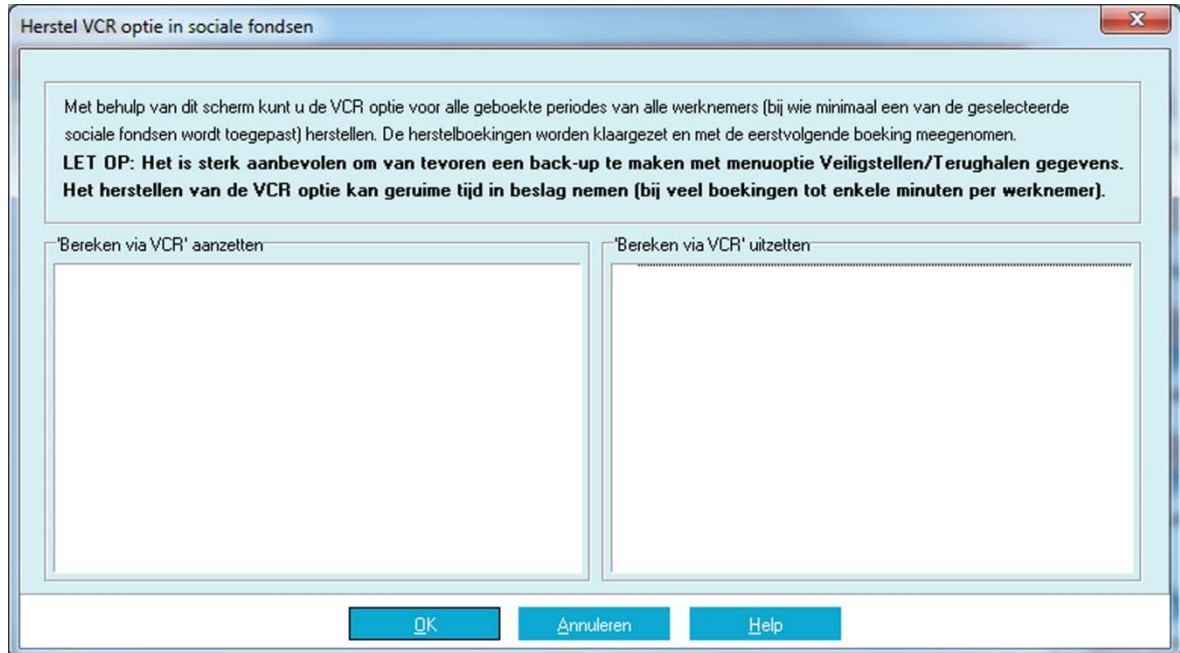 Herstel VCR optie in sociale fondsen
Met behulp van dit scherm kunt u de VCR optie voor alle geboekte periodes van alle werknemers (bij wie minimaal een van de geselecteerde
sociale fondsen wordt toegepast) herstellen. De herstelboekingen worden klaargezet en met de eerstvolgende boeking meegenomen.
LET OP: Het is sterk aanbevolen om van tevoren een back-up te maken met menuoptie Veiligstellen/Terughalen gegevens.
Het herstellen van de VCR optie kan geruime tijd in beslag nemen (bij veel boekingen tot enkele minuten per werknemer).
'Bereken via VCR' aanzetten
'Bereken via VCR' uitzetten
OK
Annuleren
Help